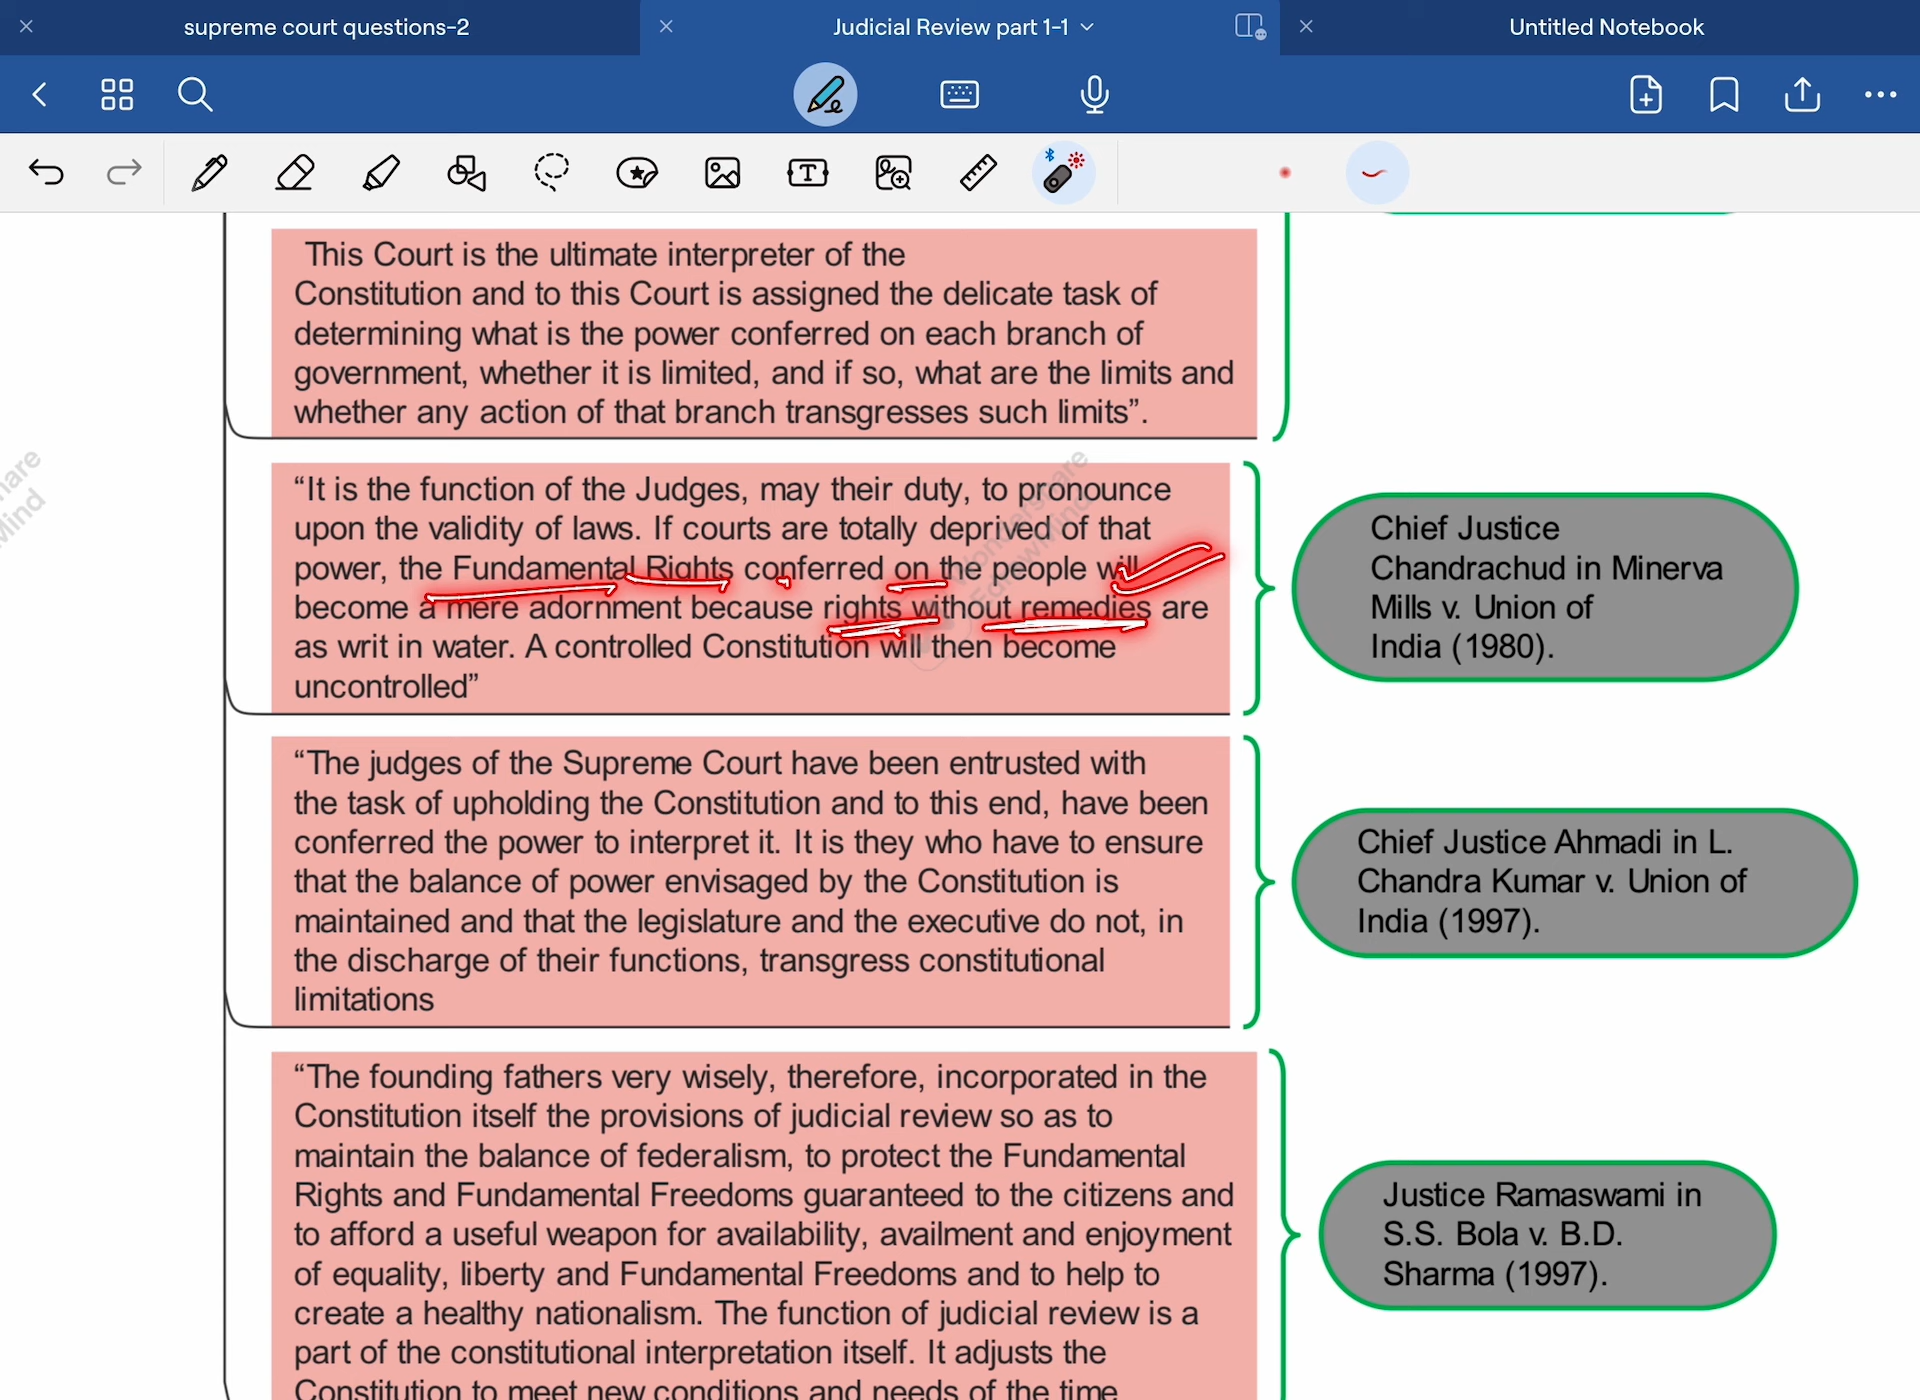 supreme court questions-2
Judicial Review part 1-1
Untitled Notebook
This Court is the ultimate interpreter of the
Constitution and to this Court is assigned the delicate task of
determining what is the power conferred on each branch of
government, whether it is limited, and if so, what are the limits and
whether any action of that branch transgresses such limits”.
“It is the function of the Judges, may their duty, to pronounce
upon the validity of laws. If courts are totally deprived of that
power, the Fundamental Rights conferred on the people will
become a mere adornment because rights without remedies are
as writ in water. A controlled Constitution will then become
uncontrolled”
Chief Justice
Chandrachud in Minerva
Mills v. Union of
India (1980).
“The judges of the Supreme Court have been entrusted with
the task of upholding the Constitution and to this end, have been
conferred the power to interpret it. It is they who have to ensure
that the balance of power envisaged by the Constitution is
maintained and that the legislature and the executive do not, in
the discharge of their functions, transgress constitutional
limitations
Chief Justice Ahmadi in L.
Chandra Kumar v. Union of
India (1997).
“The founding fathers very wisely, therefore, incorporated in the
Constitution itself the provisions of judicial review so as to
maintain the balance of federalism, to protect the Fundamental
Rights and Fundamental Freedoms guaranteed to the citizens and
to afford a useful weapon for availability, availment and enjoyment
of equality, liberty and Fundamental Freedoms and to help to
create a healthy nationalism. The function of judicial review is a
part of the constitutional interpretation itself. It adjusts the
Constitution to meet new conditions and needs of the time
Justice Ramaswami in
S.S. Bola v. B.D.
Sharma (1997).
Wondershare
EdrawMind